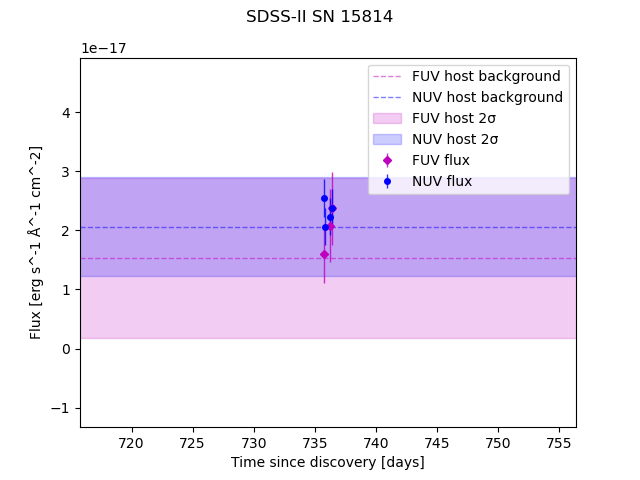 SDSS-II SN 15814
1e−17
FUV host background
NUV host background
FUV host 2σ
NUV host 2σ
FUV flux
NUV flux
4
3
2
1
0
−1
Flux [erg s^-1 Å^-1 cm^-2]
720 725 730 735 740 745 750 755
Time since discovery [days]